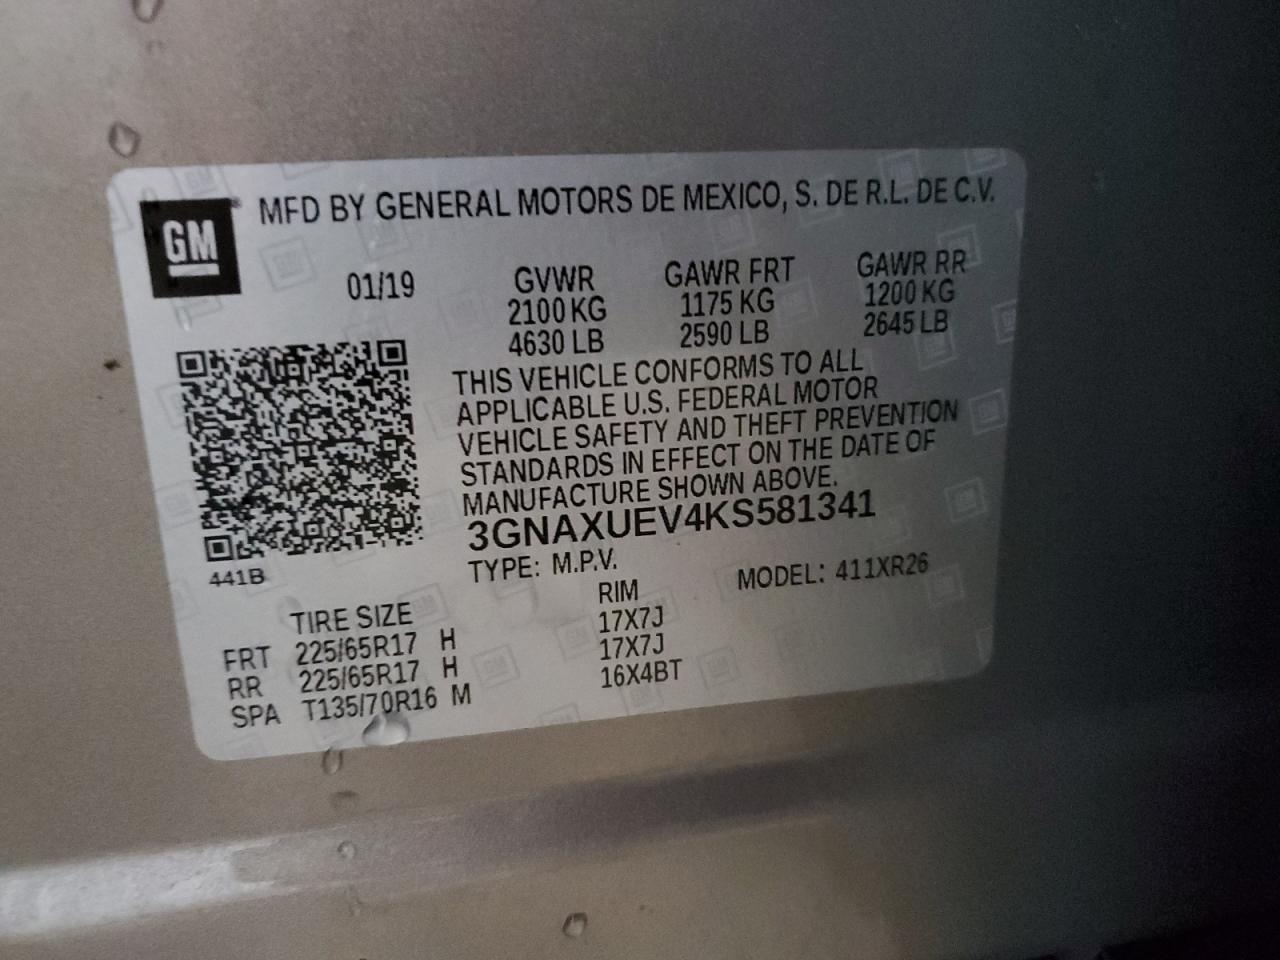 GM
MFD BY GENERAL MOTORS DE MEXICO, S. DE R.L. DE C.V.
01/19 GVWR GAWR FRT GAWR RR
2100 KG 1175 KG 1200 KG
4630 LB 2590 LB 2645 LB
THIS VEHICLE CONFORMS TO ALL
APPLICABLE U.S. FEDERAL MOTOR
VEHICLE SAFETY AND THEFT PREVENTION
STANDARDS IN EFFECT ON THE DATE OF
MANUFACTURE SHOWN ABOVE.
3GNAXUEV4KS581341
441B
TYPE: M.P.V. MODEL: 411XR26
TIRE SIZE RIM
FRT 225/65R17 H 17X7J
RR 225/65R17 H 17X7J
SPA T135/70R16 M 16X4BT